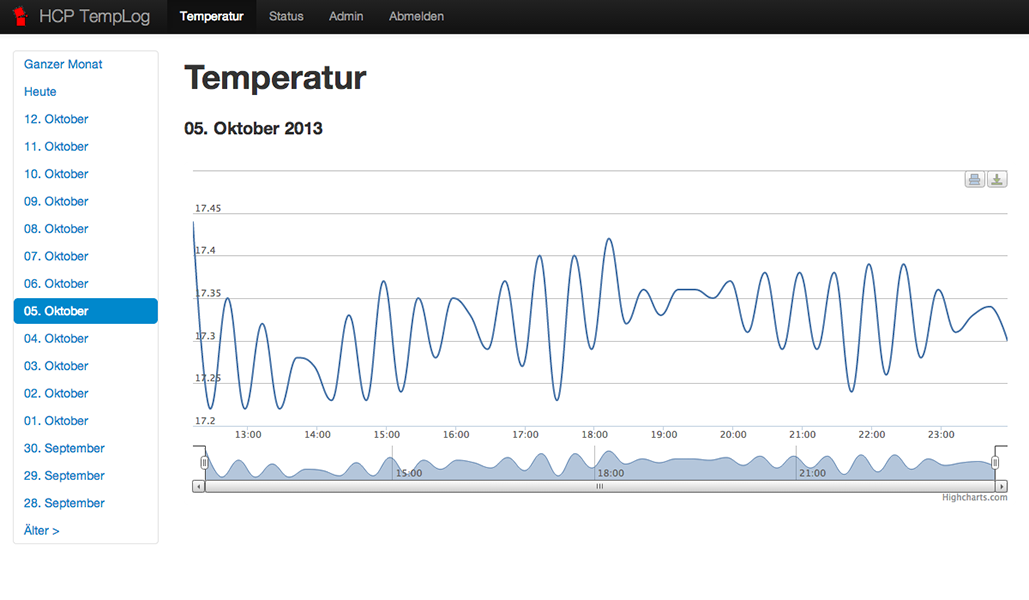 HCP TempLog Temperatur Status Admin Abmelden
Ganzer Monat
Heute
12. Oktober
11. Oktober
10. Oktober
09. Oktober
08. Oktober
07. Oktober
06. Oktober
05. Oktober
04. Oktober
03. Oktober
02. Oktober
01. Oktober
30. September
29. September
28. September
Älter >
Temperatur
05. Oktober 2013
17.45
17.4
17.35
17.3
17.25
17.2
13:00 14:00 15:00 16:00 17:00 18:00 19:00 20:00 21:00 22:00 23:00
15:00 18:00 21:00
Highcharts.com